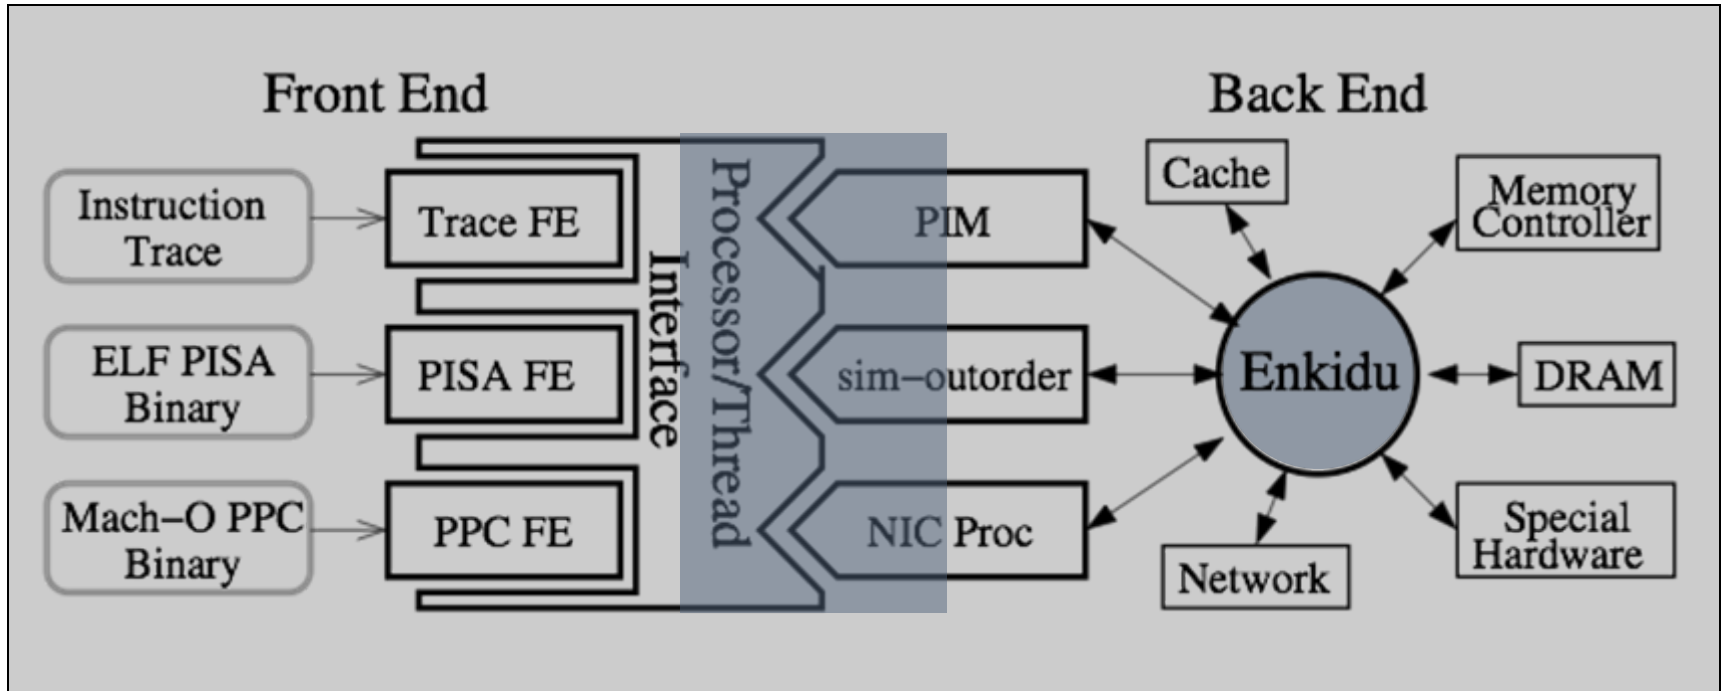 Front End
Back End
Instruction
Trace
Trace FE
ELF PISA
Binary
PISA FE
Mach−O PPC
Binary
PPC FE
Processor/Thread
Interface
PIM
sim−outorder
NIC Proc
Cache
Memory
Controller
Enkidu
DRAM
Special
Hardware
Network